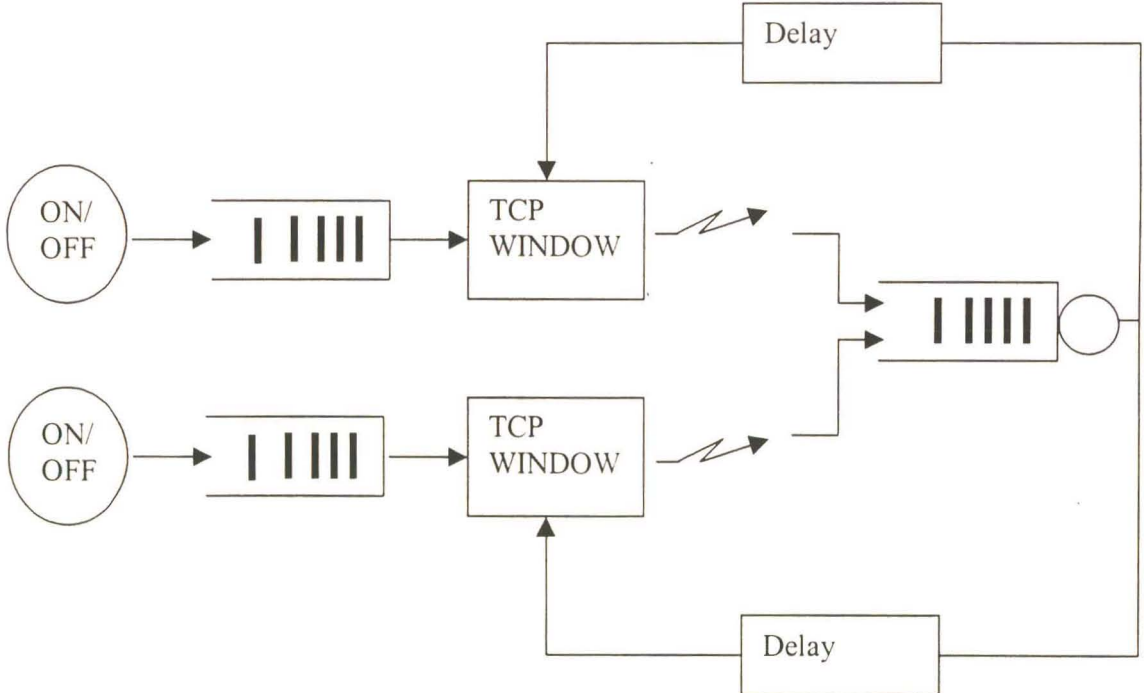 Delay
ON/
OFF
TCP
WINDOW
ON/
OFF
TCP
WINDOW
Delay